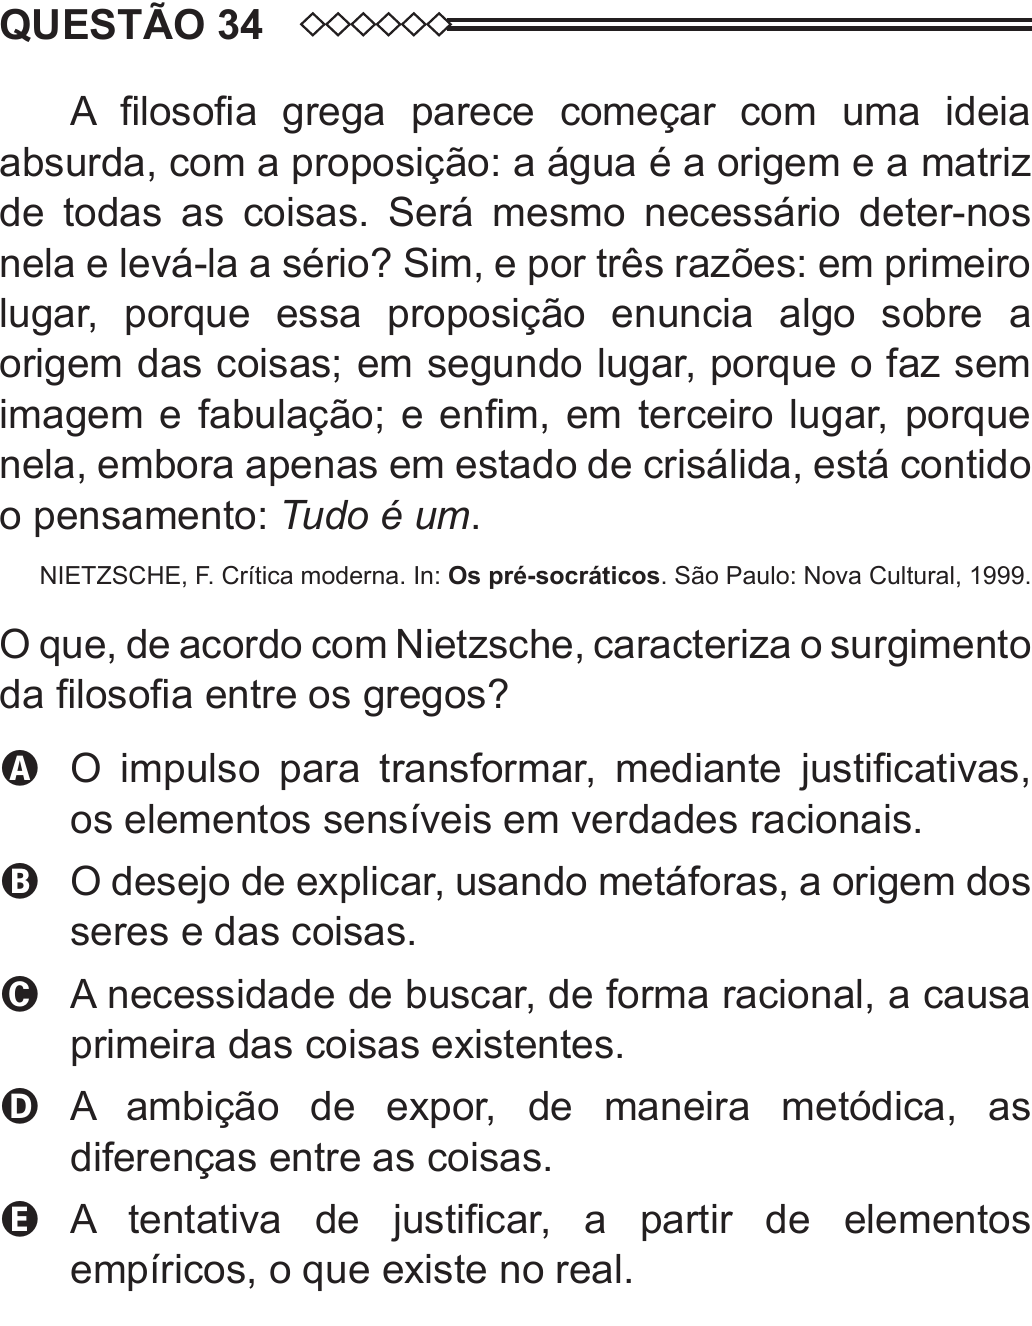 QUESTÃO 34
A filosofia grega parece começar com uma ideia
absurda, com a proposição: a água é a origem e a matriz
de todas as coisas. Será mesmo necessário deter-nos
nela e levá-la a sério? Sim, e por três razões: em primeiro
lugar, porque essa proposição enuncia algo sobre a
origem das coisas; em segundo lugar, porque o faz sem
imagem e fabulação; e enfim, em terceiro lugar, porque
nela, embora apenas em estado de crisálida, está contido
o pensamento: Tudo é um.
NIETZSCHE, F. Crítica moderna. In: Os pré-socráticos. São Paulo: Nova Cultural, 1999.
O que, de acordo com Nietzsche, caracteriza o surgimento
da filosofia entre os gregos?
A O impulso para transformar, mediante justificativas,
os elementos sensíveis em verdades racionais.
B O desejo de explicar, usando metáforas, a origem dos
seres e das coisas.
C A necessidade de buscar, de forma racional, a causa
primeira das coisas existentes.
D A ambição de expor, de maneira metódica, as
diferenças entre as coisas.
E A tentativa de justificar, a partir de elementos
empíricos, o que existe no real.